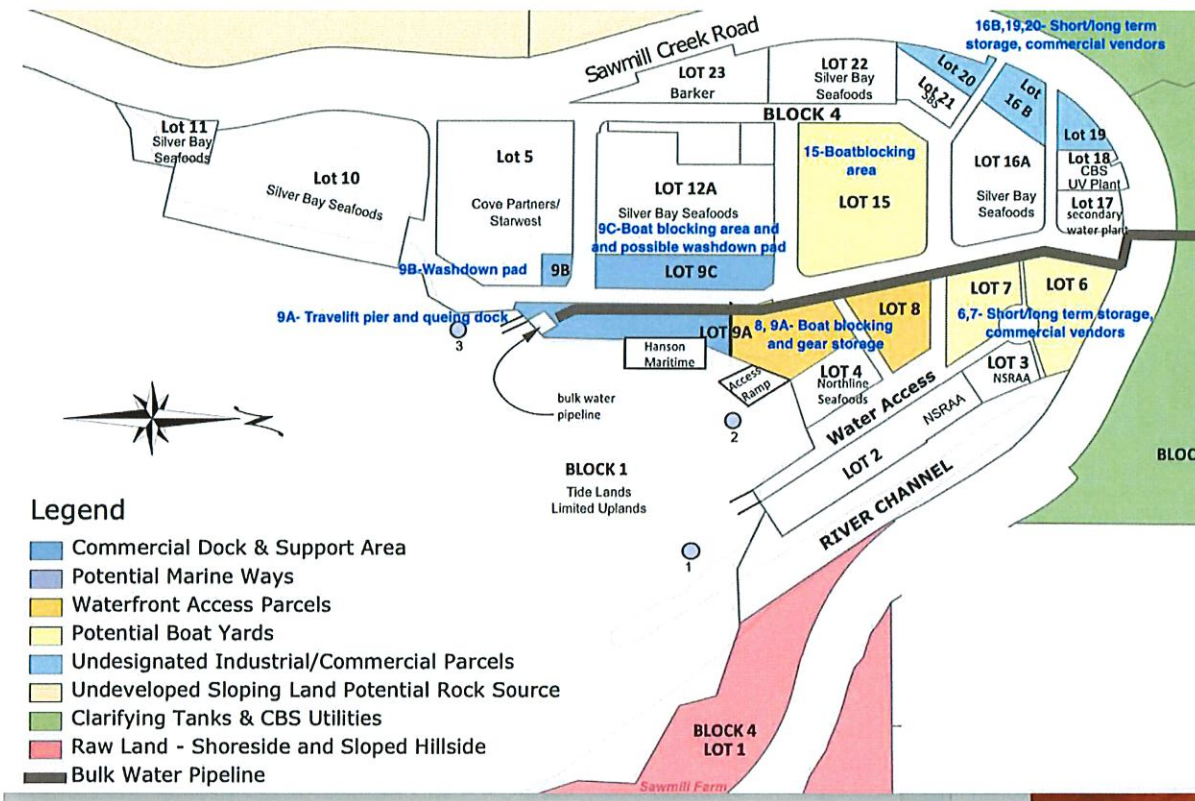 16B,19,20- Short/long term
storage, commercial vendors
Sawmill Creek Road
LOT 23
Barker
LOT 22
Silver Bay
Seafoods
Lot 20
Lot 21
SBS
Lot
16 B
Lot 19
BLOCK 4
Lot 11
Silver Bay
Seafoods
Lot 10
Silver Bay Seafoods
Lot 5
Cove Partners/
Starwest
LOT 12A
Silver Bay Seafoods
9C-Boat blocking area and
and possible washdown pad
15-Boatblocking
area
LOT 15
LOT 16A
Silver Bay
Seafoods
Lot 18
CBS
UV Plant
Lot 17
secondary
water plant
9B-Washdown pad
9B
LOT 9C
LOT 7
LOT 6
9A- Travelift pier and queing dock
3
LOT 9A
8, 9A- Boat blocking
and gear storage
LOT 8
6,7- Short/long term storage,
commercial vendors
Hanson
Maritime
Access
Ramp
LOT 4
Northline
Seafoods
LOT 3
NSRAA
bulk water
pipeline
2
Water Access
NSRAA
LOT 2
RIVER CHANNEL
N
BLOCK 1
Tide Lands
Limited Uplands
BLOC
1
Legend
Commercial Dock & Support Area
Potential Marine Ways
Waterfront Access Parcels
Potential Boat Yards
Undesignated Industrial/Commercial Parcels
Undeveloped Sloping Land Potential Rock Source
Clarifying Tanks & CBS Utilities
Raw Land - Shoreside and Sloped Hillside
Bulk Water Pipeline
BLOCK 4
LOT 1
Sawmill Farm